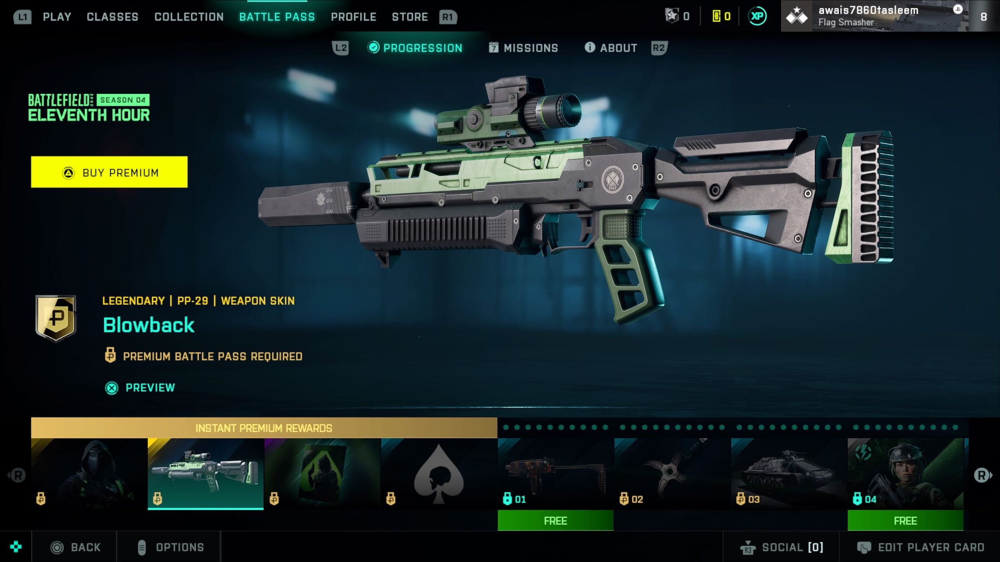 L1 PLAY CLASSES COLLECTION BATTLE PASS PROFILE STORE R1
0 0 XP
awais7860tasleem
Flag Smasher
8
L2 PROGRESSION 7 MISSIONS ABOUT R2
BATTLEFIELD 2042 SEASON 04
ELEVENTH HOUR
BUY PREMIUM
FALT
LEGENDARY | PP-29 | WEAPON SKIN
Blowback
PREMIUM BATTLE PASS REQUIRED
PREVIEW
INSTANT PREMIUM REWARDS
R
01
02
03
04
R
FREE
FREE
BACK
OPTIONS
R3 SOCIAL [0]
EDIT PLAYER CARD